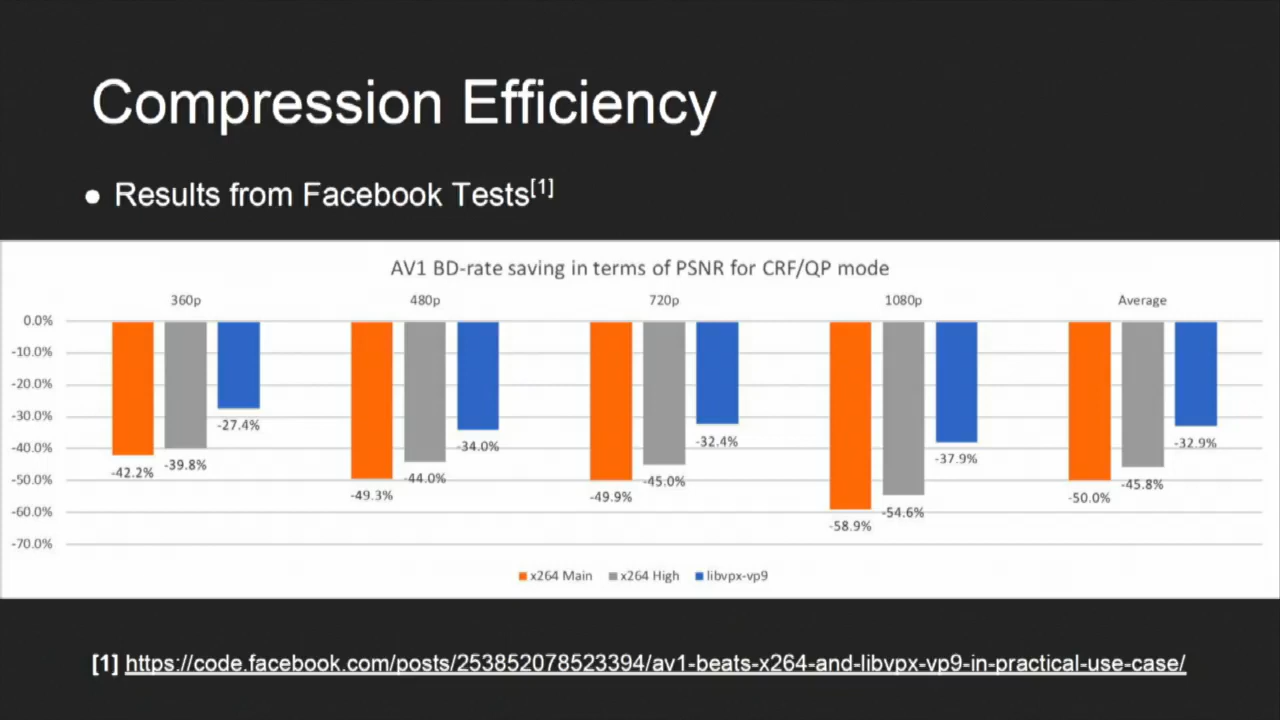 Compression Efficiency
● Results from Facebook Tests[1]
AV1 BD-rate saving in terms of PSNR for CRF/QP mode
360p 480p 720p 1080p Average
0.0%
-10.0%
-20.0%
-30.0%
-40.0%
-50.0%
-60.0%
-70.0%
-42.2% -39.8% -27.4%
-49.3% -44.0% -34.0%
-49.9% -45.0% -32.4%
-58.9% -54.6% -37.9%
-50.0% -45.8% -32.9%
x264 Main x264 High libvpx-vp9
[1] https://code.facebook.com/posts/253852078523394/av1-beats-x264-and-libvpx-vp9-in-practical-use-case/